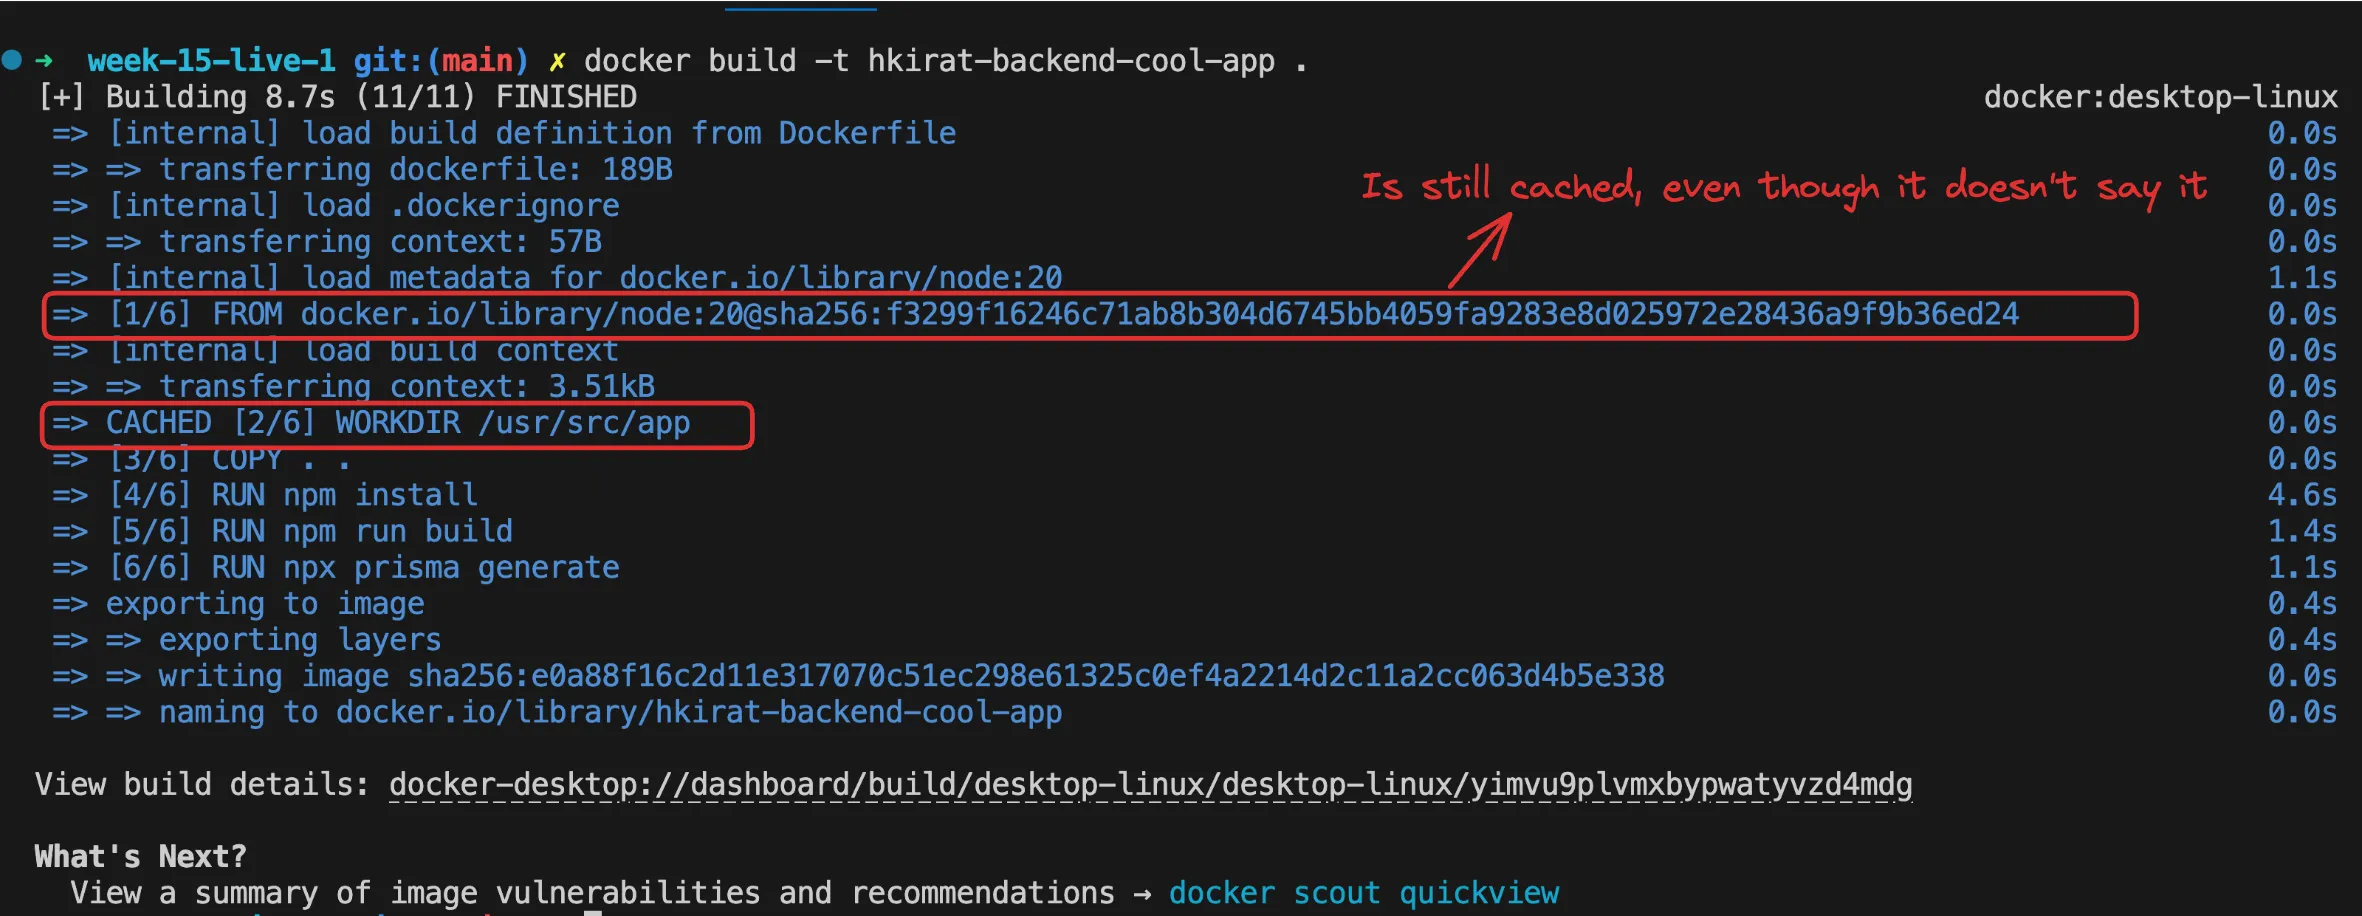 ➜ week-15-live-1 git:(main) ✗ docker build -t hkirat-backend-cool-app .
[+] Building 8.7s (11/11) FINISHED docker:desktop-linux
=> [internal] load build definition from Dockerfile 0.0s
=> => transferring dockerfile: 189B 0.0s
Is still cached, even though it doesn't say it
=> [internal] load .dockerignore 0.0s
=> => transferring context: 57B 0.0s
=> [internal] load metadata for docker.io/library/node:20 1.1s
=> [1/6] FROM docker.io/library/node:20@sha256:f3299f16246c71ab8b304d6745bb4059fa9283e8d025972e28436a9f9b36ed24 0.0s
=> [internal] load build context 0.0s
=> => transferring context: 3.51kB 0.0s
=> CACHED [2/6] WORKDIR /usr/src/app 0.0s
=> [3/6] COPY . . 0.0s
=> [4/6] RUN npm install 4.6s
=> [5/6] RUN npm run build 1.4s
=> [6/6] RUN npx prisma generate 1.1s
=> exporting to image 0.4s
=> => exporting layers 0.4s
=> => writing image sha256:e0a88f16c2d11e317070c51ec298e61325c0ef4a2214d2c11a2cc063d4b5e338 0.0s
=> => naming to docker.io/library/hkirat-backend-cool-app 0.0s
View build details: docker-desktop://dashboard/build/desktop-linux/desktop-linux/yimvu9plvmxbypwatyvzd4mdg
What's Next?
View a summary of image vulnerabilities and recommendations → docker scout quickview